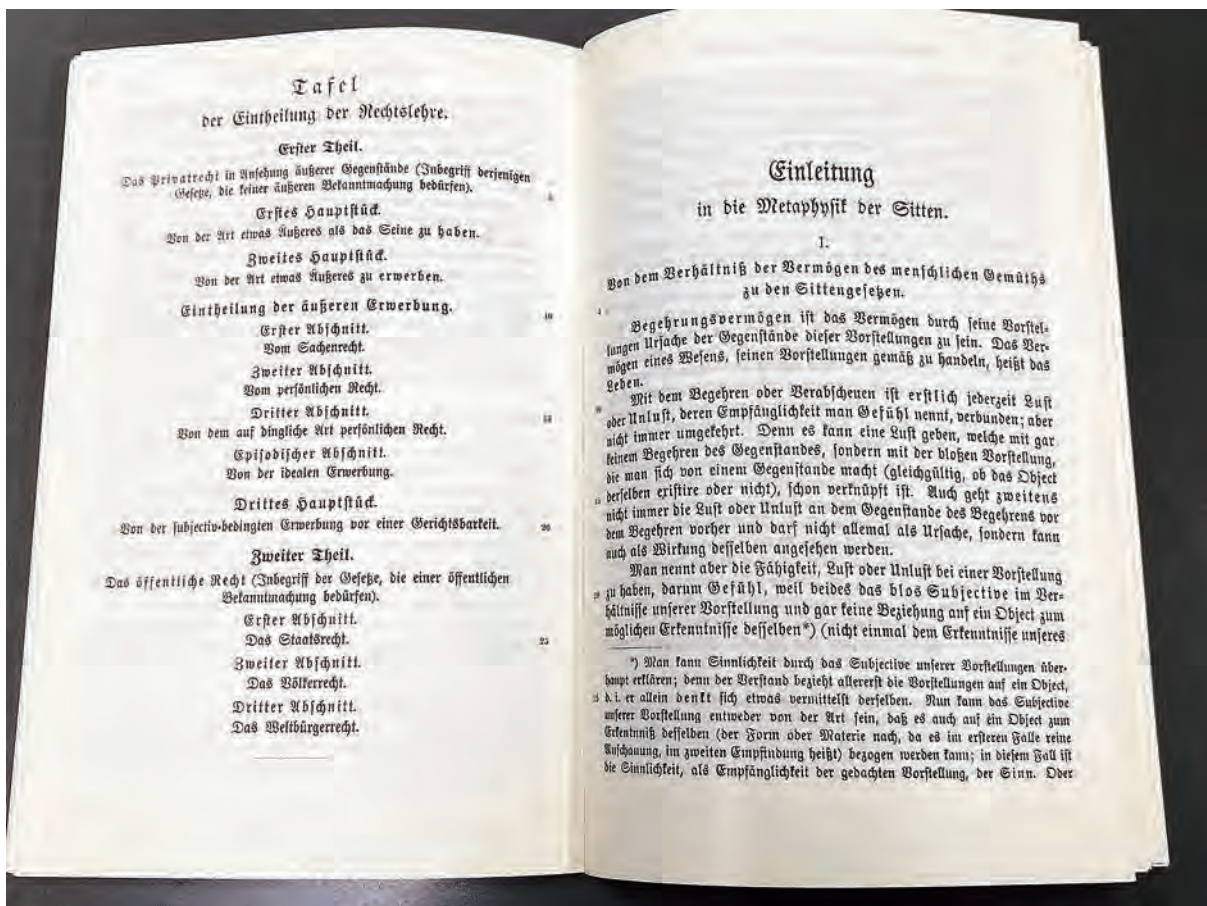 Tafel
der Eintheilung der Rechtslehre.
Erster Theil.
Das Privatrecht in Ansehung äußerer Gegenstände (Inbegriff derjenigen
Gesetze, die keiner äußeren Bekanntmachung bedürfen).
5
Erstes Hauptstück.
Von der Art etwas Äußeres als das Seine zu haben.
Zweites Hauptstück.
Von der Art etwas Äußeres zu erwerben.
Eintheilung der äußeren Erwerbung.
10
Erster Abschnitt.
Vom Sachenrecht.
Zweiter Abschnitt.
Vom persönlichen Recht.
Dritter Abschnitt.
15
Von dem auf dingliche Art persönlichen Recht.
Episodischer Abschnitt.
Von der idealen Erwerbung.
Drittes Hauptstück.
Von der subjectiv-bedingten Erwerbung vor einer Gerichtsbarkeit.
20
Zweiter Theil.
Das öffentliche Recht (Inbegriff der Gesetze, die einer öffentlichen
Bekanntmachung bedürfen).
Erster Abschnitt.
Das Staatsrecht.
25
Zweiter Abschnitt.
Das Völkerrecht.
Dritter Abschnitt.
Das Weltbürgerrecht.
Einleitung
in die Metaphysik der Sitten.
I.
Von dem Verhältniß der Vermögen des menschlichen Gemüths
zu den Sittengesetzen.
5
Begehrungsvermögen ist das Vermögen durch seine Vorstel-
lungen Ursache der Gegenstände dieser Vorstellungen zu sein. Das Ver-
mögen eines Wesens, seinen Vorstellungen gemäß zu handeln, heißt das
Leben.
Mit dem Begehren oder Verabscheuen ist erstlich jederzeit Lust
10 oder Unlust, deren Empfänglichkeit man Gefühl nennt, verbunden; aber
nicht immer umgekehrt. Denn es kann eine Lust geben, welche mit gar
keinem Begehren des Gegenstandes, sondern mit der bloßen Vorstellung,
die man sich von einem Gegenstande macht (gleichgültig, ob das Object
derselben existire oder nicht), schon verknüpft ist. Auch geht zweitens
15 nicht immer die Lust oder Unlust an dem Gegenstande des Begehrens vor
dem Begehren vorher und darf nicht allemal als Ursache, sondern kann
auch als Wirkung desselben angesehen werden.
Man nennt aber die Fähigkeit, Lust oder Unlust bei einer Vorstellung
20 zu haben, darum Gefühl, weil beides das blos Subjective im Ver-
hältnisse unserer Vorstellung und gar keine Beziehung auf ein Object zum
möglichen Erkenntnisse desselben*) (nicht einmal dem Erkenntnisse unseres
*) Man kann Sinnlichkeit durch das Subjective unserer Vorstellungen über-
haupt erklären; denn der Verstand bezieht allererst die Vorstellungen auf ein Object,
25 d. i. er allein denkt sich etwas vermittelst derselben. Nun kann das Subjective
unserer Vorstellung entweder von der Art sein, daß es auch auf ein Object zum
Erkentniß desselben (der Form oder Materie nach, da es im ersteren Falle reine
Anschauung, im zweiten Empfindung heißt) bezogen werden kann; in diesem Fall ist
die Sinnlichkeit, als Empfänglichkeit der gedachten Vorstellung, der Sinn. Oder